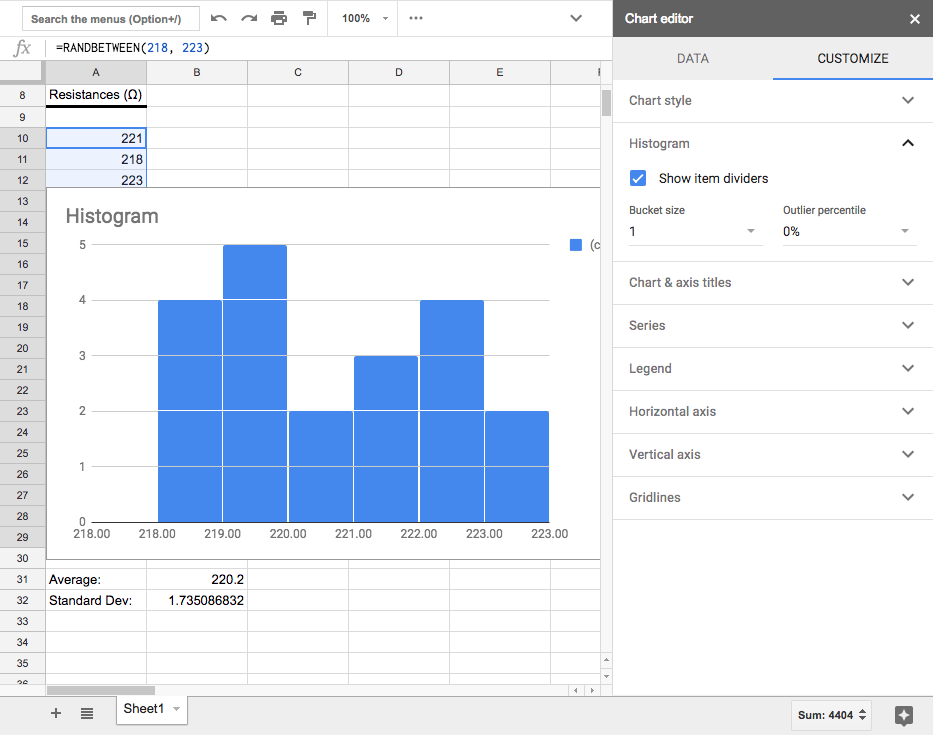 Search the menus (Option+/)
100%
Chart editor
fx
=RANDBETWEEN(218, 223)
DATA
CUSTOMIZE
A B C D E
8 Resistances (Ω)
9
10 221
11 218
12 223
13
14
15
16
17
18
19
20
21
22
23
24
25
26
27
28
29
30
31 Average: 220.2
32 Standard Dev: 1.735086832
33
34
35
36
Histogram
5
4
3
2
1
0
218.00 218.00 219.00 220.00 221.00 222.00 223.00 223.00
(c
Chart style
Histogram
Show item dividers
Bucket size
1
Outlier percentile
0%
Chart & axis titles
Series
Legend
Horizontal axis
Vertical axis
Gridlines
Sheet1
Sum: 4404